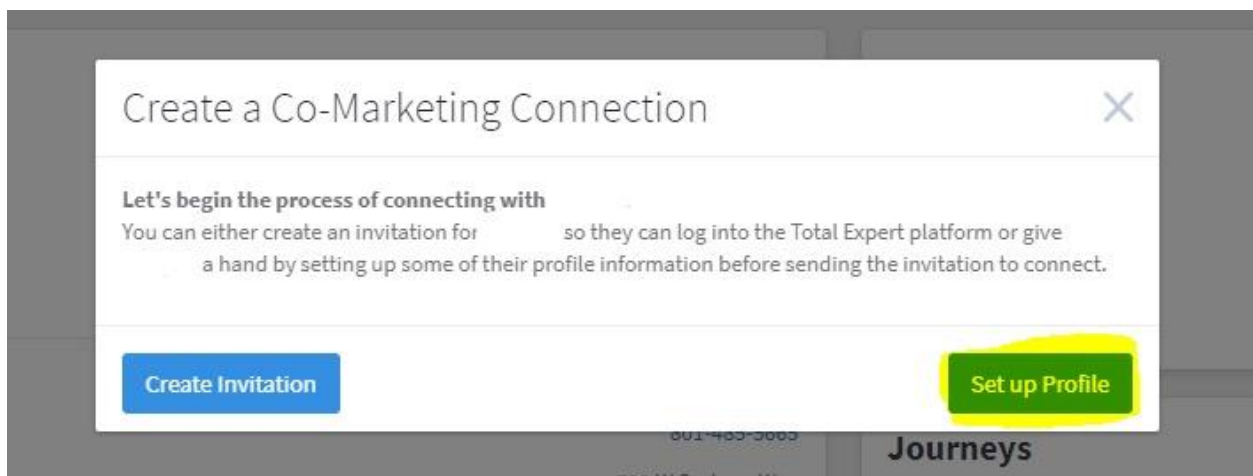 Create a Co-Marketing Connection
Let's begin the process of connecting with
You can either create an invitation for so they can log into the Total Expert platform or give
a hand by setting up some of their profile information before sending the invitation to connect.
Create Invitation
Set up Profile
Journeys